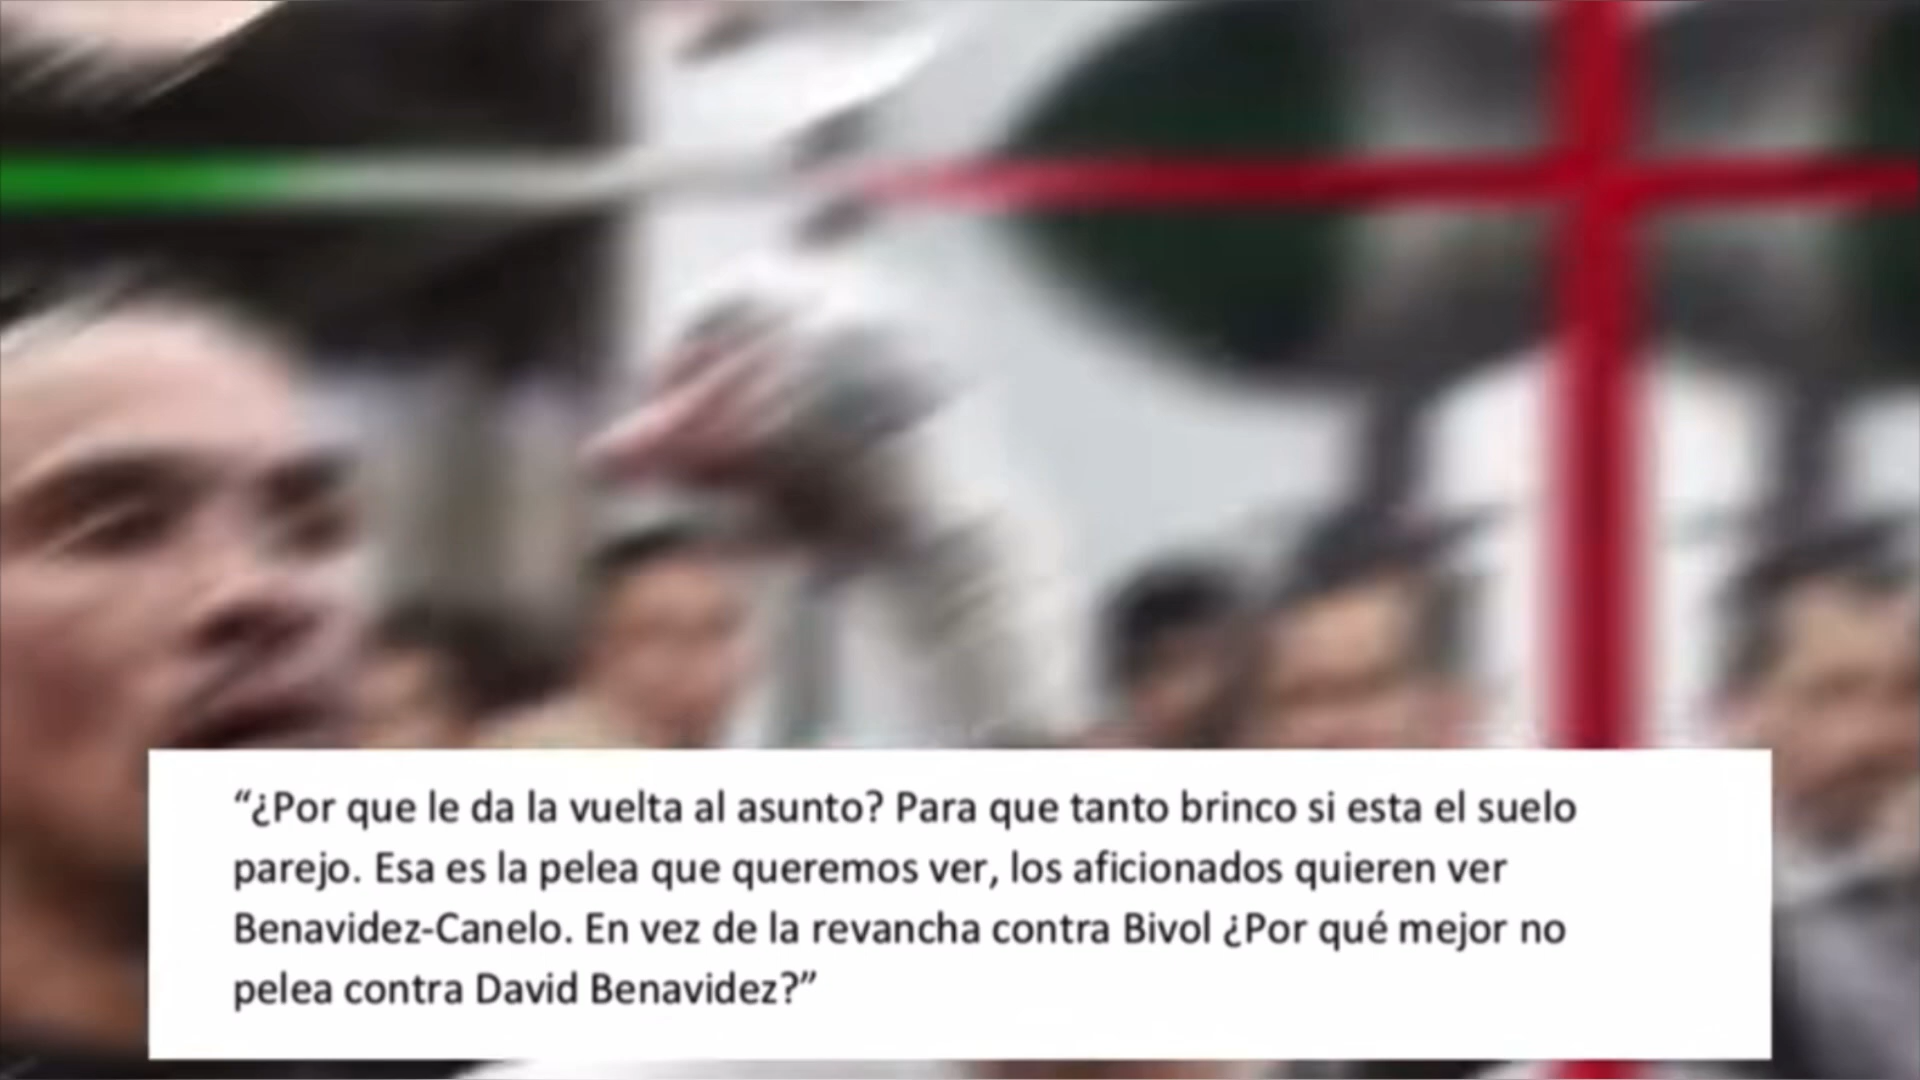 “¿Por que le da la vuelta al asunto? Para que tanto brinco si esta el suelo
parejo. Esa es la pelea que queremos ver, los aficionados quieren ver
Benavidez-Canelo. En vez de la revancha contra Bivol ¿Por qué mejor no
pelea contra David Benavidez?”